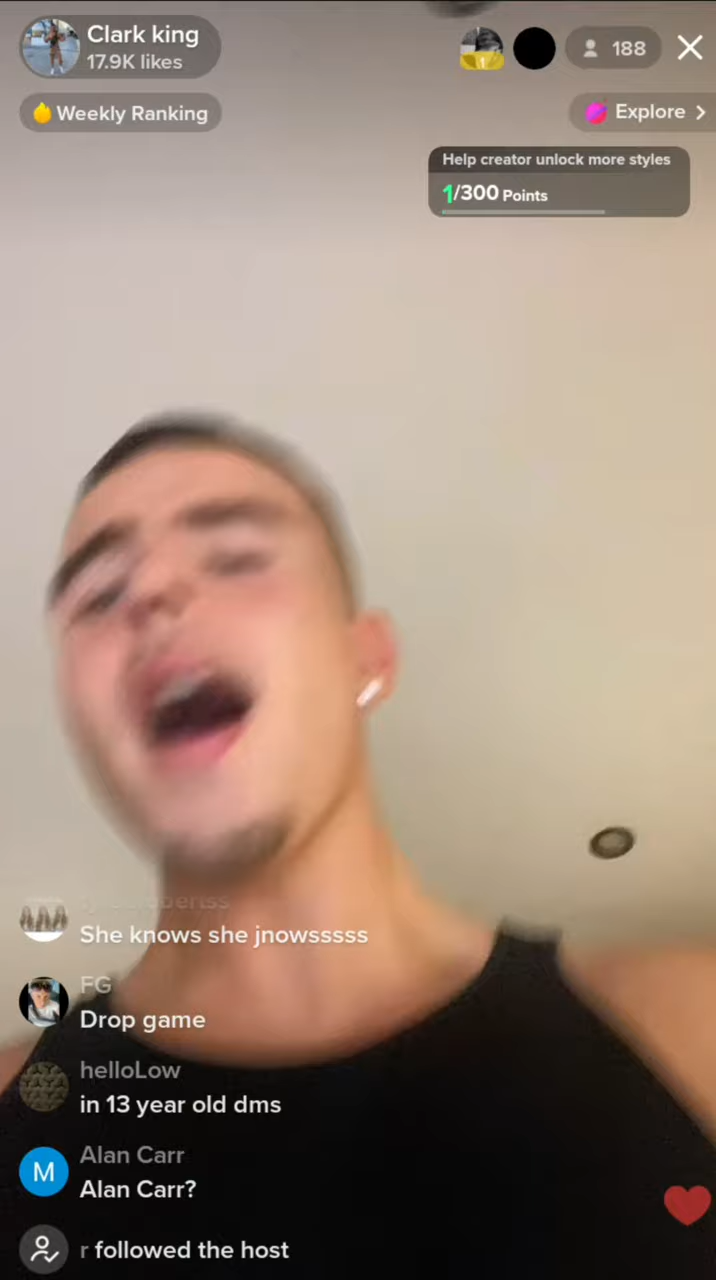 Clark king
17.9K likes
1
188
Weekly Ranking
Explore
Help creator unlock more styles
1/300 Points
She knows she jnowsssss
FG
Drop game
helloLow
in 13 year old dms
Alan Carr
M
Alan Carr?
r followed the host